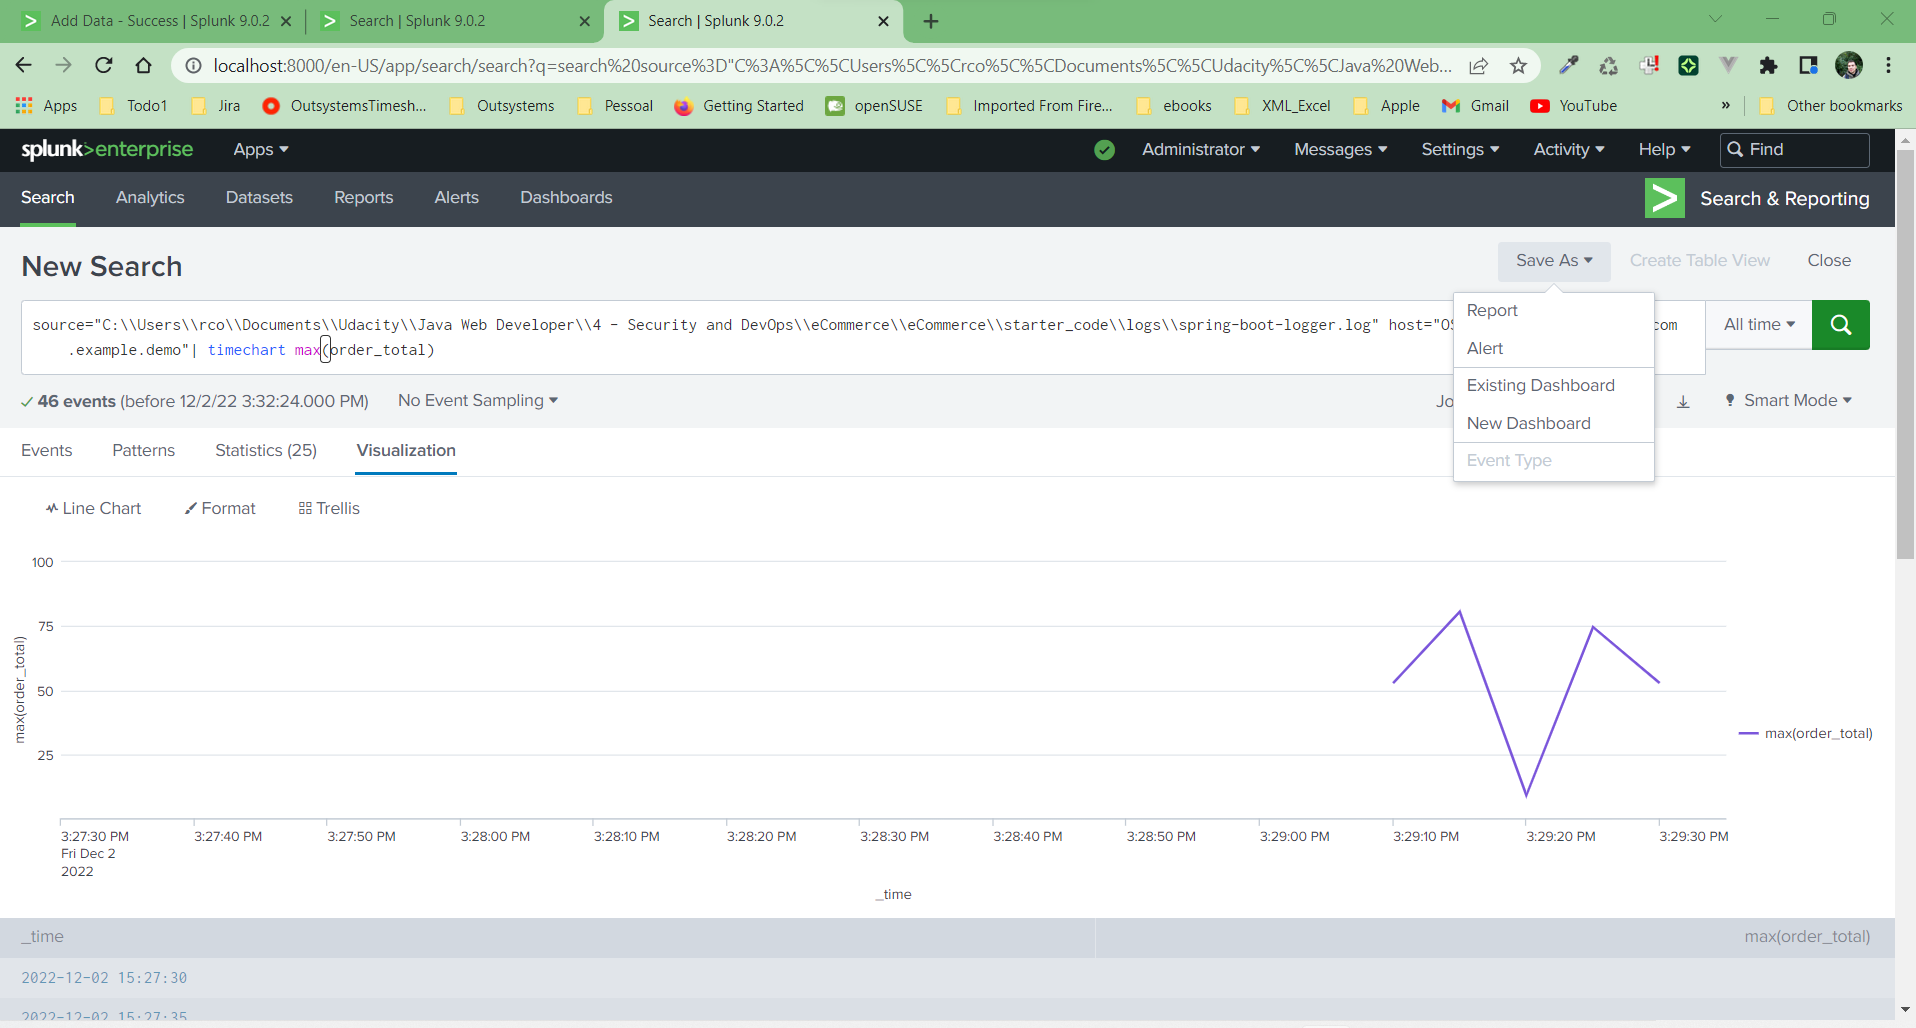 Add Data - Success | Splunk 9.0.2
Search | Splunk 9.0.2
Search | Splunk 9.0.2
localhost:8000/en-US/app/search/search?q=search%20source%3D"C%3A%5C%5CUsers%5C%5Crco%5C%5CDocuments%5C%5CUdacity%5C%5CJava%20Web...
Apps
Todo1
Jira
OutsystemsTimesh...
Outsystems
Pessoal
Getting Started
openSUSE
Imported From Fire...
ebooks
XML_Excel
Apple
Gmail
YouTube
»
Other bookmarks
splunk>enterprise
Apps
Administrator
Messages
Settings
Activity
Help
Find
Search
Analytics
Datasets
Reports
Alerts
Dashboards
Search & Reporting
New Search
Save As
Create Table View
Close
source="C:\\Users\\rco\\Documents\\Udacity\\Java Web Developer\\4 - Security and DevOps\\eCommerce\\eCommerce\\starter_code\\logs\\spring-boot-logger.log" host="OS
com
.example.demo"| timechart max(order_total)
All time
Report
Alert
Existing Dashboard
New Dashboard
Event Type
46 events (before 12/2/22 3:32:24.000 PM)
No Event Sampling
Jo
Smart Mode
Events
Patterns
Statistics (25)
Visualization
Line Chart
Format
Trellis
100
75
50
25
max(order_total)
max(order_total)
3:27:30 PM
Fri Dec 2
2022
3:27:40 PM
3:27:50 PM
3:28:00 PM
3:28:10 PM
3:28:20 PM
3:28:30 PM
3:28:40 PM
3:28:50 PM
3:29:00 PM
3:29:10 PM
3:29:20 PM
3:29:30 PM
_time
_time
max(order_total)
2022-12-02 15:27:30
2022-12-02 15:27:35